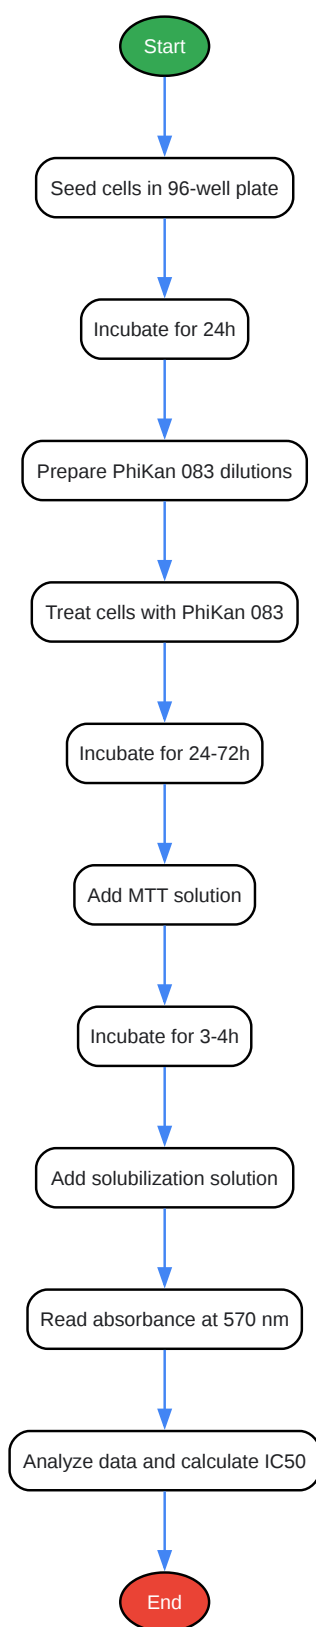 Start
Seed cells in 96-well plate
Incubate for 24h
Prepare PhiKan 083 dilutions
Treat cells with PhiKan 083
Incubate for 24-72h
Add MTT solution
Incubate for 3-4h
Add solubilization solution
Read absorbance at 570 nm
Analyze data and calculate IC50
End